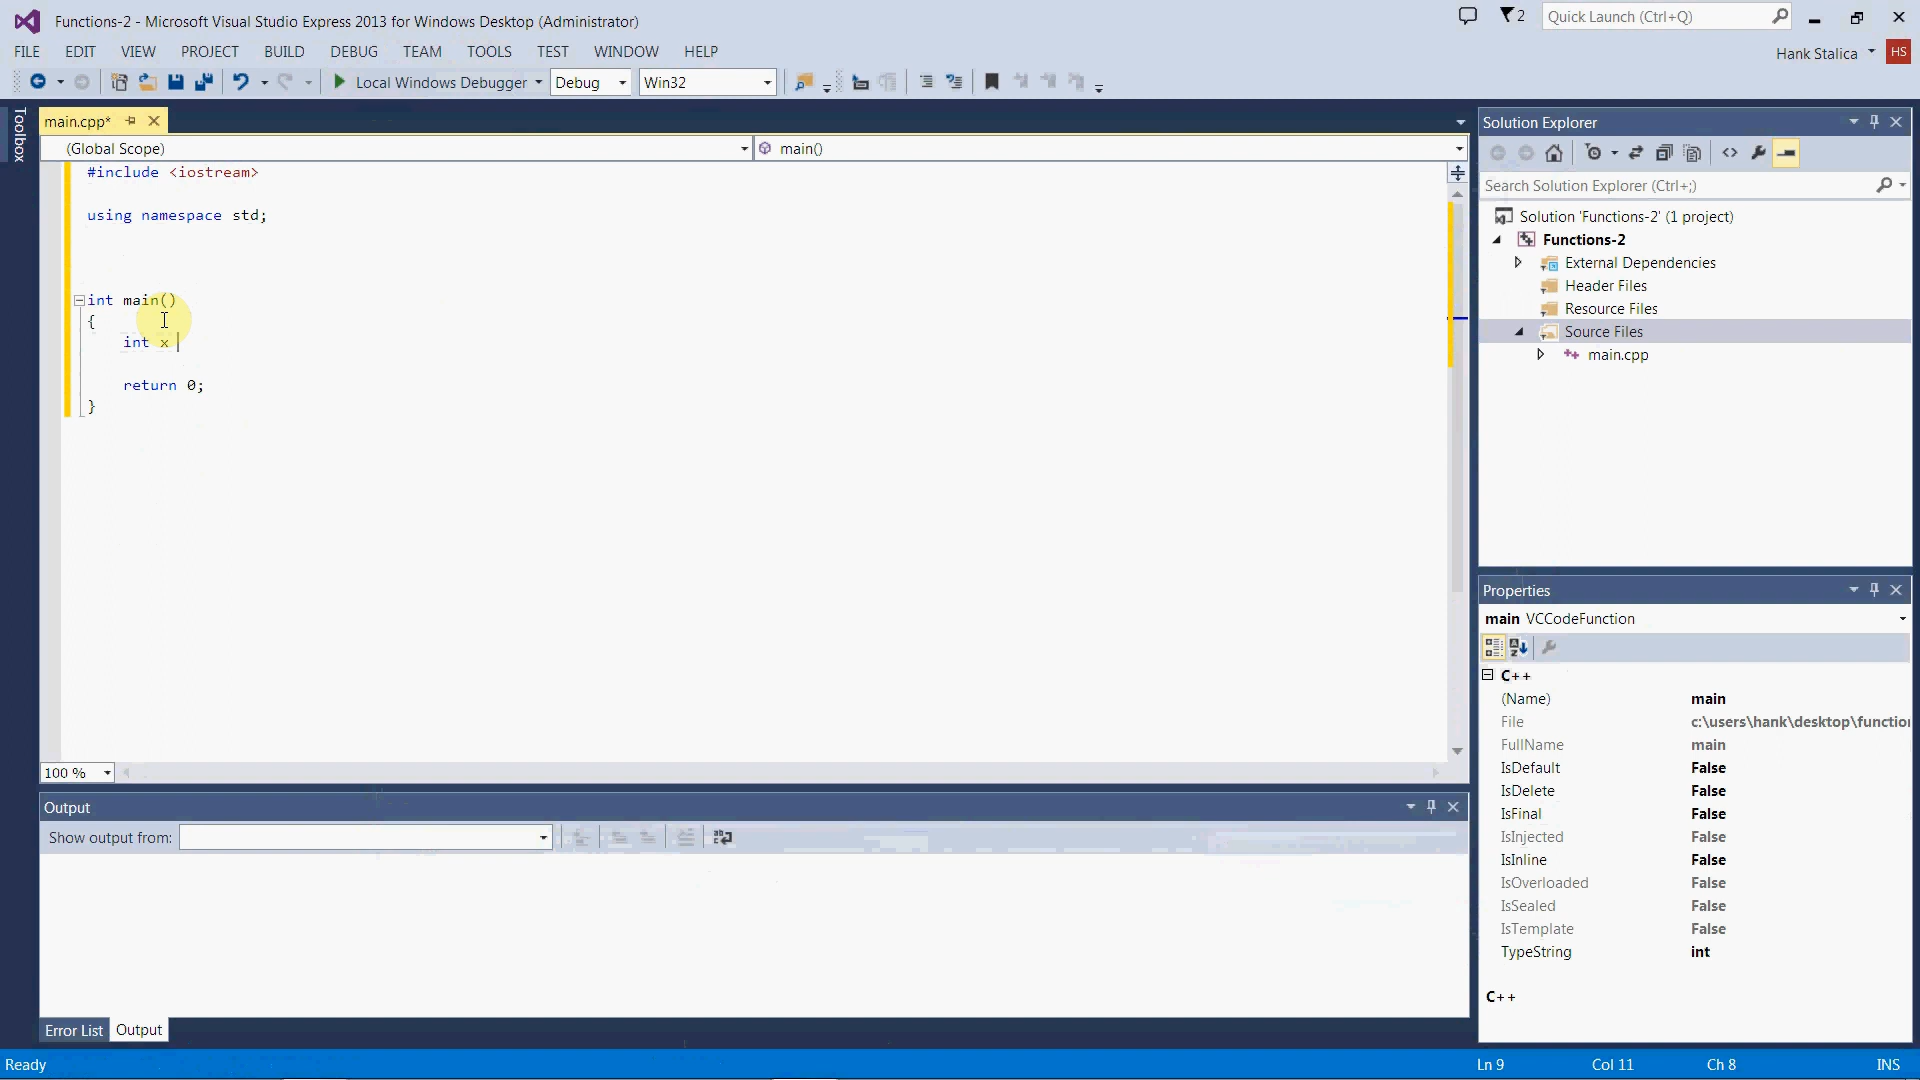 Functions-2 - Microsoft Visual Studio Express 2013 for Windows Desktop (Administrator)
2
Quick Launch (Ctrl+Q)
FILE EDIT VIEW PROJECT BUILD DEBUG TEAM TOOLS TEST WINDOW HELP
Hank Stalica
HS
Local Windows Debugger
Debug
Win32
Toolbox
main.cpp*
(Global Scope)
main()
#include <iostream>
using namespace std;
int main()
{
int x
return 0;
}
100 %
Output
Show output from:
Error List
Output
Solution Explorer
Search Solution Explorer (Ctrl+;)
Solution 'Functions-2' (1 project)
Functions-2
External Dependencies
Header Files
Resource Files
Source Files
main.cpp
Properties
main VCCodeFunction
C++
(Name) main
File c:\users\hank\desktop\function
FullName main
IsDefault False
IsDelete False
IsFinal False
IsInjected False
IsInline False
IsOverloaded False
IsSealed False
IsTemplate False
TypeString int
C++
Ready
Ln 9
Col 11
Ch 8
INS